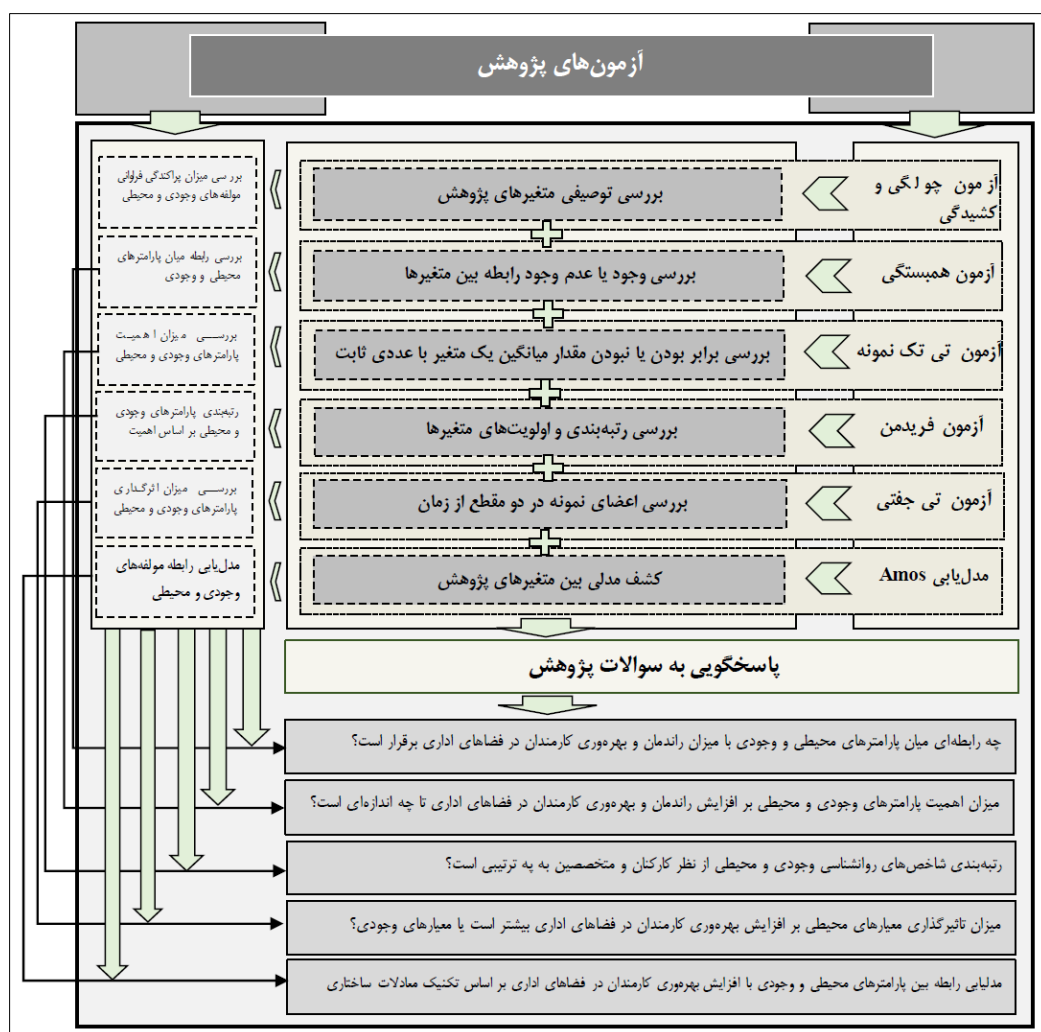 آزمون‌های پژوهش
آزمون چولگی و
کشیدگی
بررسی توصیفی متغیرهای پژوهش
بررسی میزان پراکندگی فراوانی
مولفه‌های وجودی و محیطی
آزمون همبستگی
بررسی وجود یا عدم وجود رابطه بین متغیرها
بررسی رابطه میان پارامترهای
محیطی و وجودی
آزمون تی تک نمونه
بررسی برابر بودن یا نبودن مقدار میانگین یک متغیر با عددی ثابت
بررسی میزان اهمیت
پارامترهای وجودی و محیطی
آزمون فریدمن
بررسی رتبه‌بندی و اولویت‌های متغیرها
رتبه‌بندی پارامترهای وجودی
و محیطی بر اساس اهمیت
آزمون تی جفتی
بررسی اعضای نمونه در دو مقطع از زمان
بررسی میزان اثرگذاری
پارامترهای وجودی و محیطی
مدل‌یابی Amos
کشف مدلی بین متغیرهای پژوهش
مدل‌یابی رابطه مولفه‌های
وجودی و محیطی
پاسخگویی به سوالات پژوهش
چه رابطه‌ای میان پارامترهای محیطی و وجودی با میزان راندمان و بهره‌وری کارمندان در فضاهای اداری برقرار است؟
میزان اهمیت پارامترهای وجودی و محیطی بر افزایش راندمان و بهره‌وری کارمندان در فضاهای اداری تا چه اندازه‌ای است؟
رتبه‌بندی شاخص‌های روانشناسی وجودی و محیطی از نظر کارکنان و متخصصین به په ترتیبی است؟
میزان تاثیرگذاری معیارهای محیطی بر افزایش بهره‌وری کارمندان در فضاهای اداری بیشتر است یا معیارهای وجودی؟
مدلیابی رابطه بین پارامترهای محیطی و وجودی با افزایش بهره‌وری کارمندان در فضاهای اداری بر اساس تکنیک معادلات ساختاری